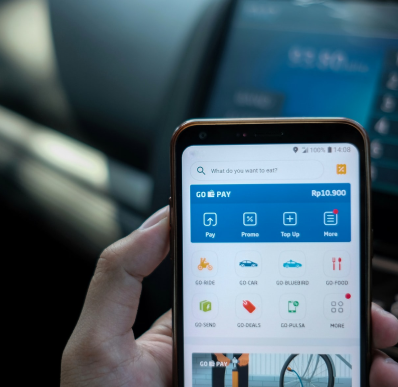 100% 14:08
What do you want to eat?
GO PAY Rp10.900
Pay Promo Top Up More
GO-RIDE GO-CAR GO-BLUEBIRD GO-FOOD
GO-SEND GO-DEALS GO-PULSA MORE
GO PAY